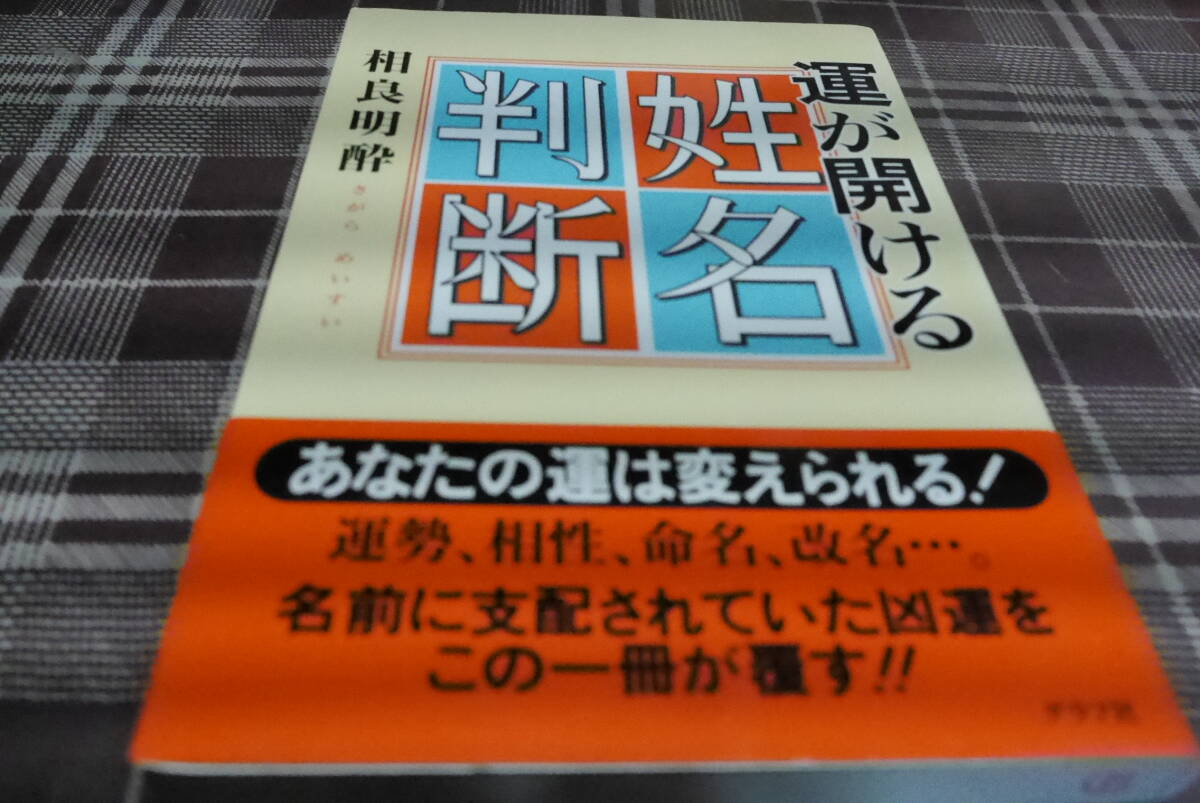 運が開ける
姓名
判断
相良明酔
さがら めいすい
あなたの運は変えられる!
運勢、相性、命名、改名…。
名前に支配されていた凶運を
この一冊が覆す!!